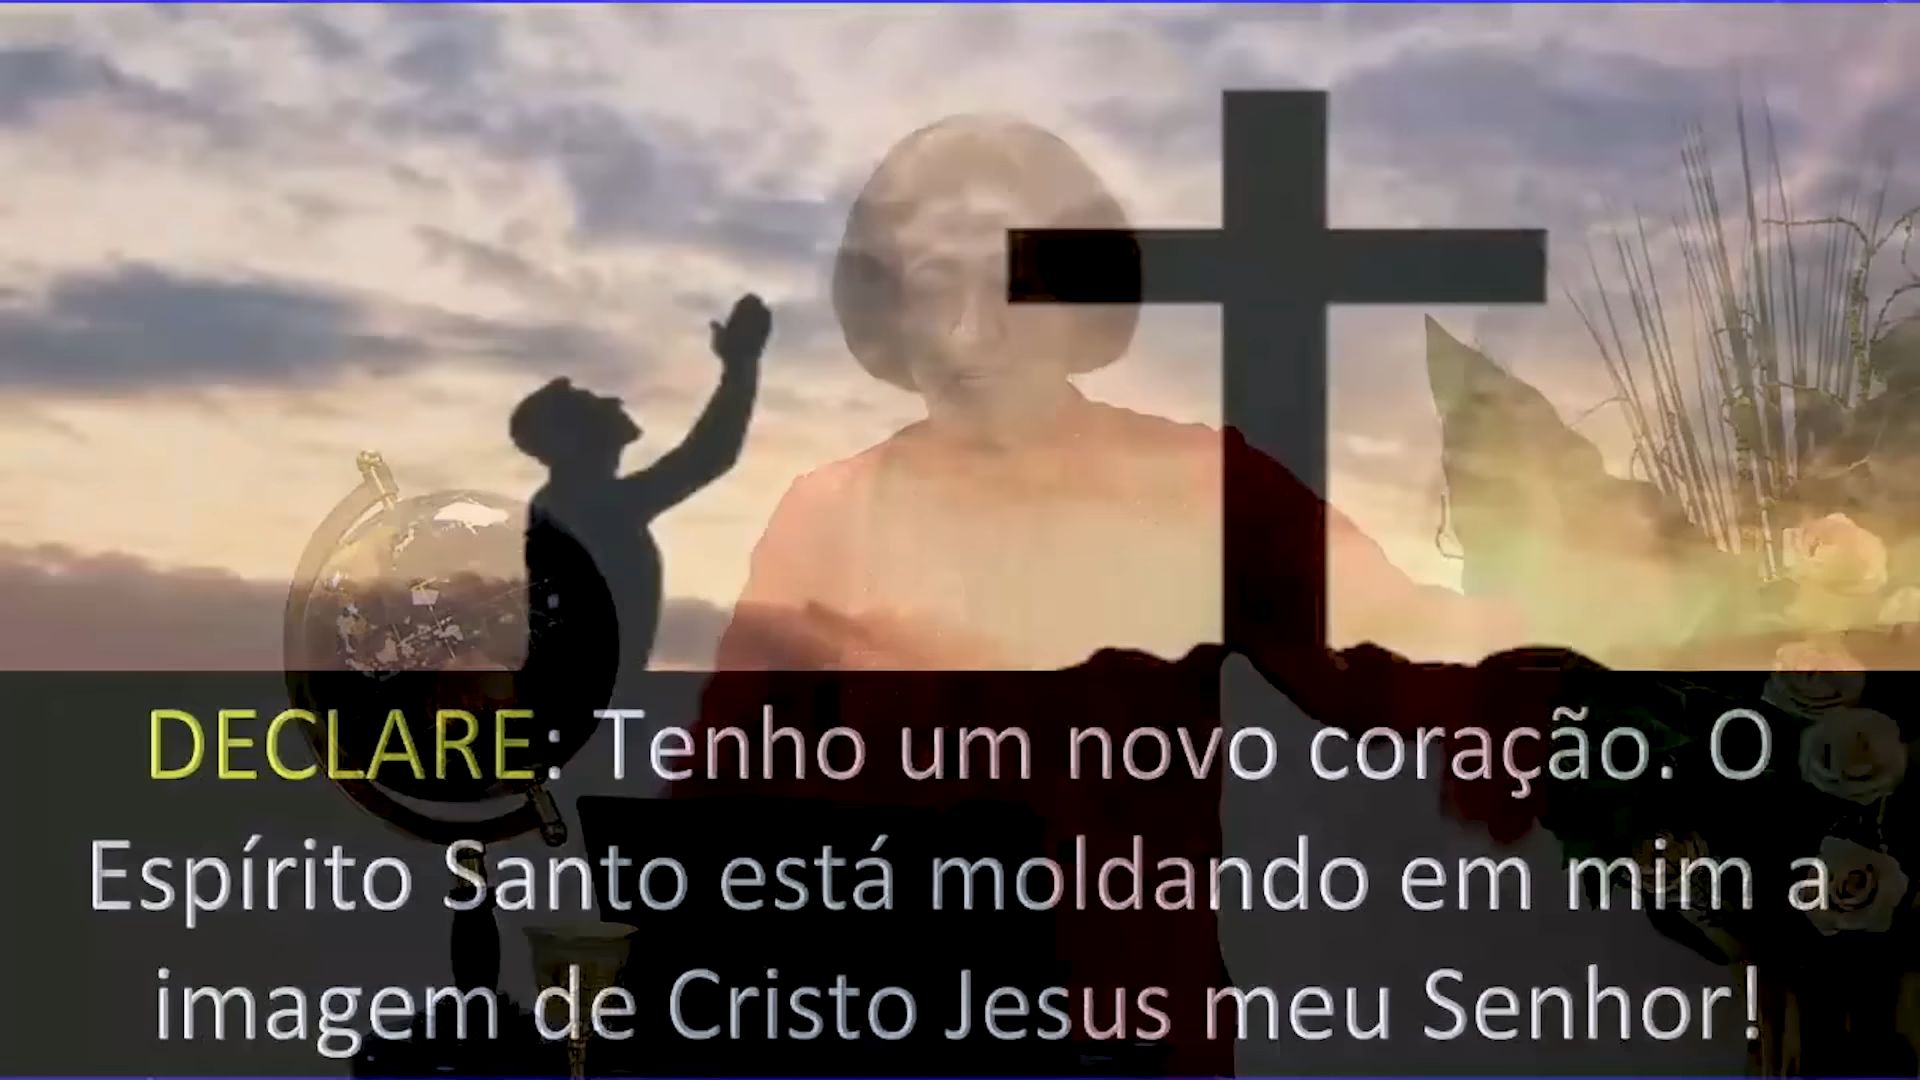 DECLARE: Tenho um novo coração. O
Espírito Santo está moldando em mim a
imagem de Cristo Jesus meu Senhor!